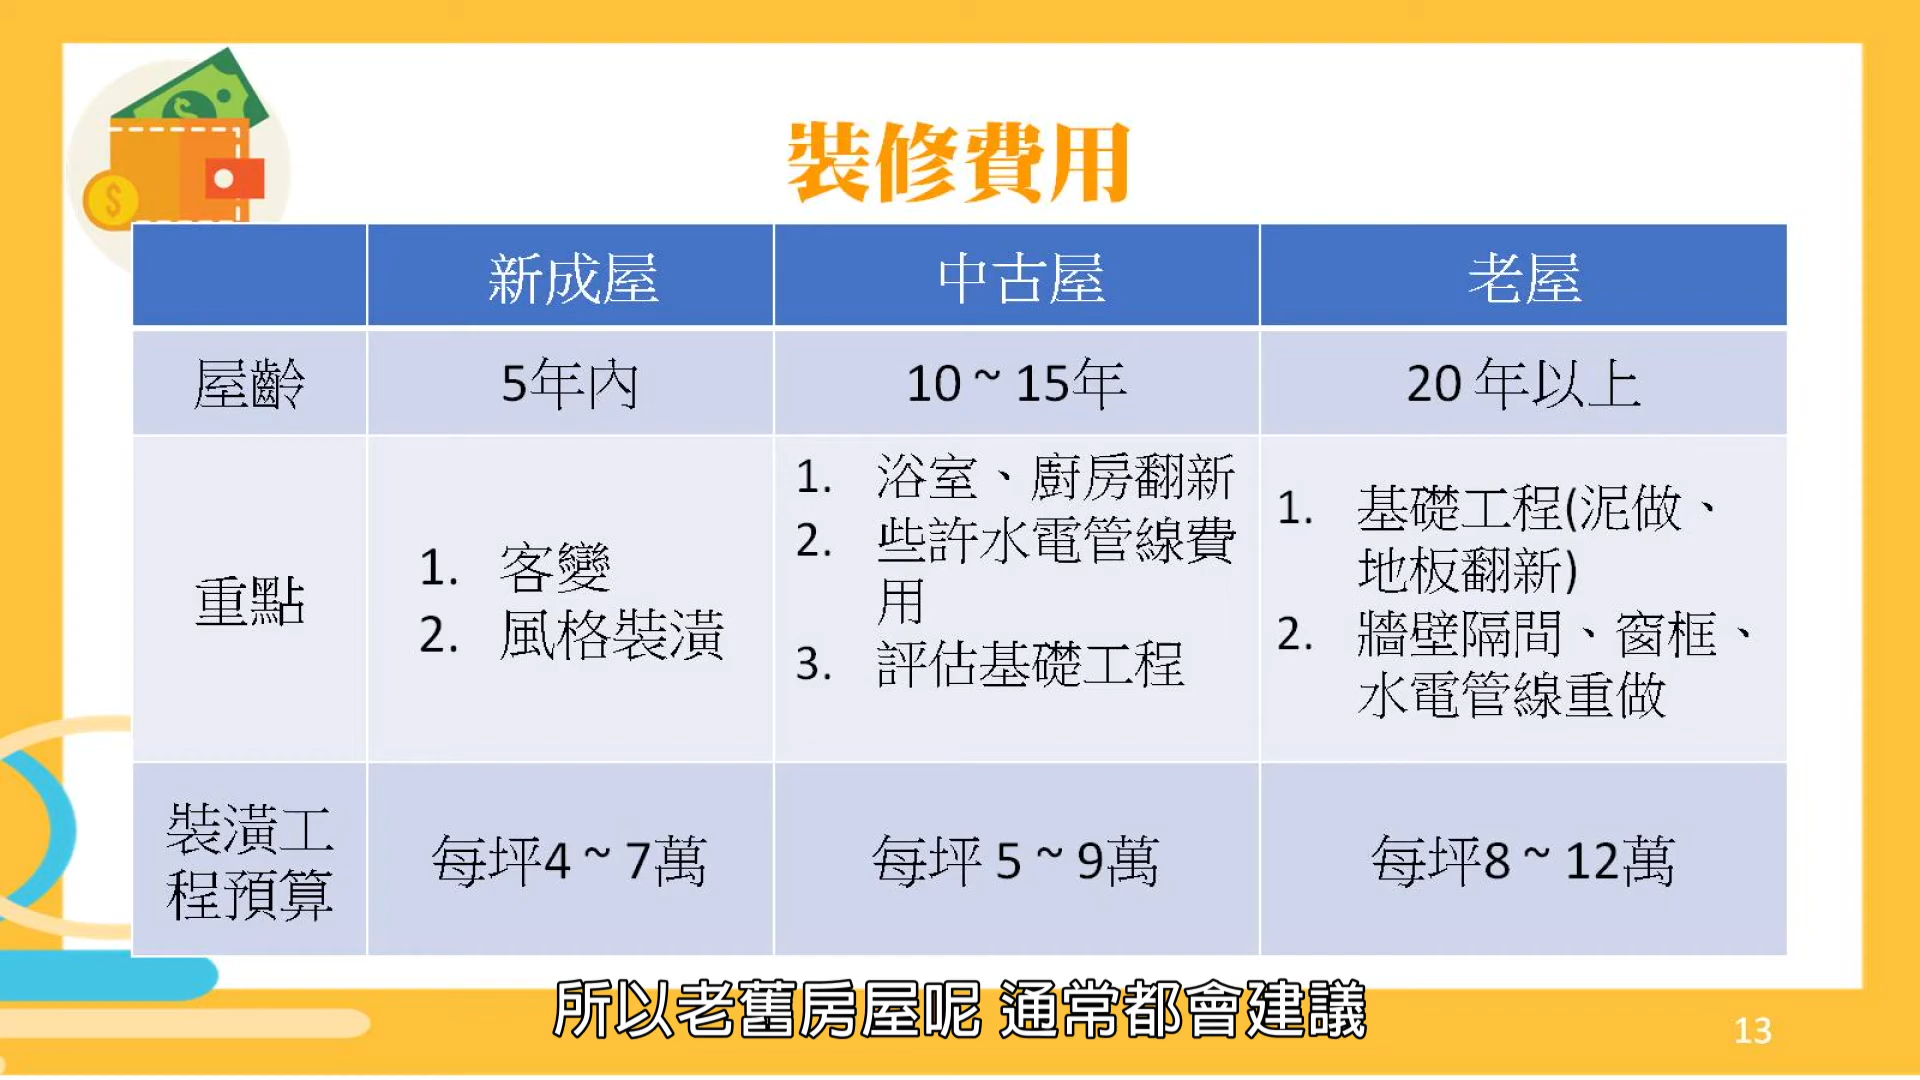 裝修費用
新成屋
中古屋
老屋
屋齡
5年內
10 ~ 15年
20 年以上
重點
1. 客變
2. 風格裝潢
1. 浴室、廚房翻新
2. 些許水電管線費
用
3. 評估基礎工程
1. 基礎工程(泥做、
地板翻新)
2. 牆壁隔間、窗框、
水電管線重做
裝潢工
程預算
每坪4 ~ 7萬
每坪 5 ~ 9萬
每坪8 ~ 12萬
所以老舊房屋呢 通常都會建議
13